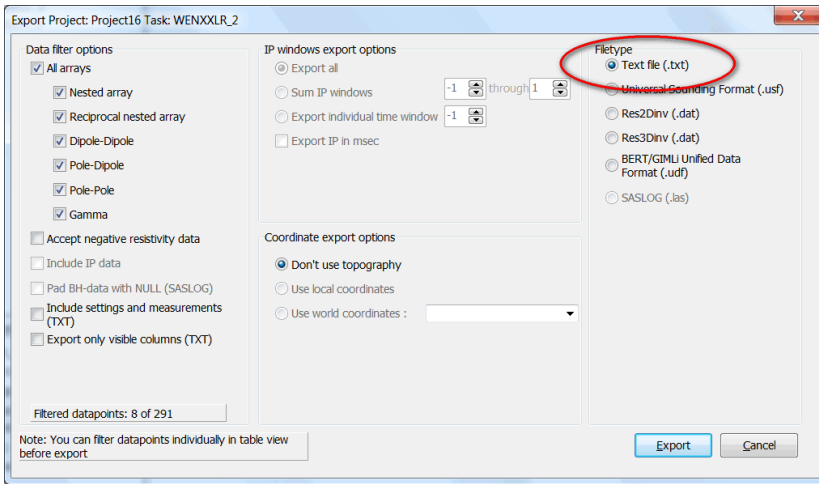 Export Project: Project16 Task: WENXXLR_2
Data filter options
All arrays
Nested array
Reciprocal nested array
Dipole-Dipole
Pole-Dipole
Pole-Pole
Gamma
Accept negative resistivity data
Include IP data
Pad BH-data with NULL (SASLOG)
Include settings and measurements
(TXT)
Export only visible columns (TXT)
Filtered datapoints: 8 of 291
Note: You can filter datapoints individually in table view
before export
IP windows export options
Export all
Sum IP windows -1 through 1
Export individual time window -1
Export IP in msec
Coordinate export options
Don't use topography
Use local coordinates
Use world coordinates :
Filetype
Text file (.txt)
Universal Sounding Format (.usf)
Res2Dinv (.dat)
Res3Dinv (.dat)
BERT/GIMLi Unified Data
Format (.udf)
SASLOG (.las)
Export
Cancel